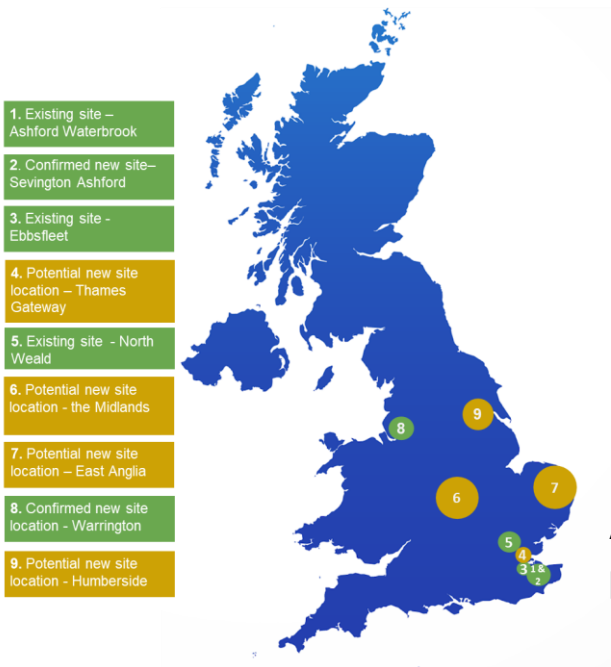 1. Existing site –
Ashford Waterbrook
2. Confirmed new site–
Sevington Ashford
3. Existing site -
Ebbsfleet
4. Potential new site
location – Thames
Gateway
5. Existing site - North
Weald
6. Potential new site
location - the Midlands
7. Potential new site
location – East Anglia
8. Confirmed new site
location - Warrington
9. Potential new site
location - Humberside
9
8
7
6
5
4
3
1 &
2